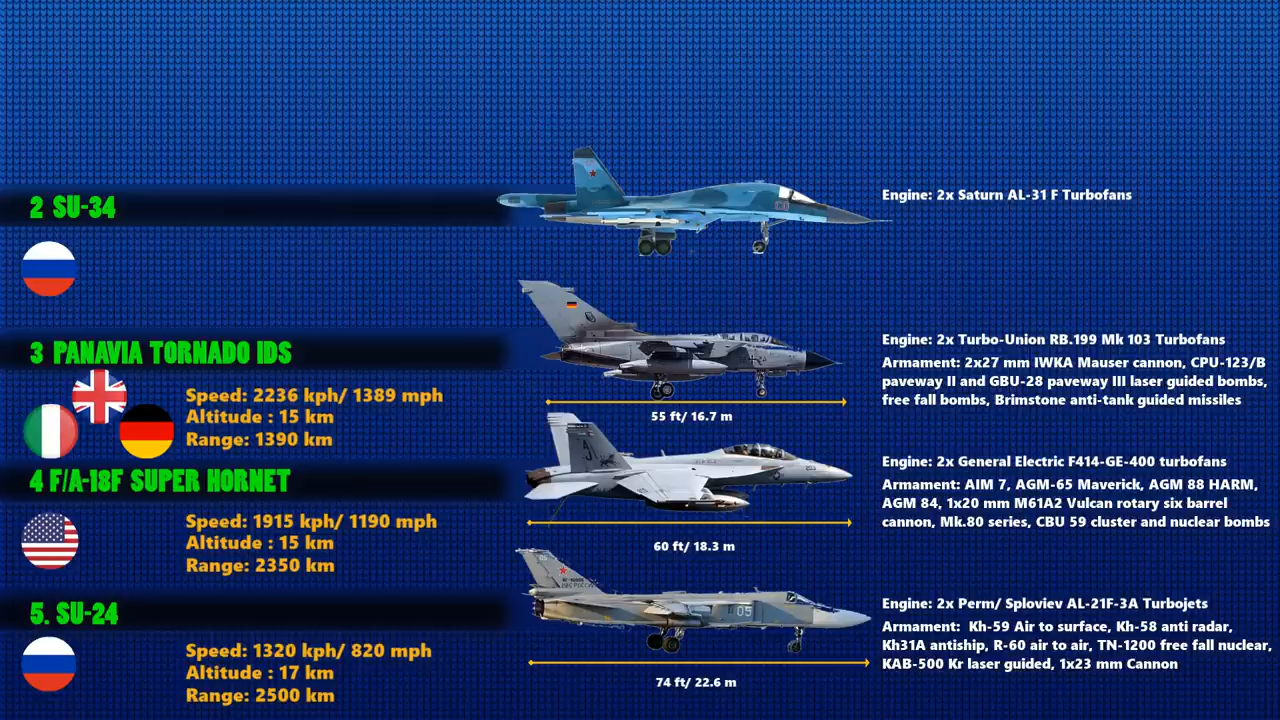 2 SU-34
Engine: 2x Saturn AL-31 F Turbofans
3 PANAVIA TORNADO IDS
Speed: 2236 kph/ 1389 mph
Altitude : 15 km
Range: 1390 km
55 ft/ 16.7 m
Engine: 2x Turbo-Union RB.199 Mk 103 Turbofans
Armament: 2x27 mm IWKA Mauser cannon, CPU-123/B
paveway II and GBU-28 paveway III laser guided bombs,
free fall bombs, Brimstone anti-tank guided missiles
4 F/A-18F SUPER HORNET
Speed: 1915 kph/ 1190 mph
Altitude : 15 km
Range: 2350 km
60 ft/ 18.3 m
Engine: 2x General Electric F414-GE-400 turbofans
Armament: AIM 7, AGM-65 Maverick, AGM 88 HARM,
AGM 84, 1x20 mm M61A2 Vulcan rotary six barrel
cannon, Mk.80 series, CBU 59 cluster and nuclear bombs
5. SU-24
Speed: 1320 kph/ 820 mph
Altitude : 17 km
Range: 2500 km
05
74 ft/ 22.6 m
Engine: 2x Perm/ Sploviev AL-21F-3A Turbojets
Armament: Kh-59 Air to surface, Kh-58 anti radar,
Kh31A antiship, R-60 air to air, TN-1200 free fall nuclear,
KAB-500 Kr laser guided, 1x23 mm Cannon